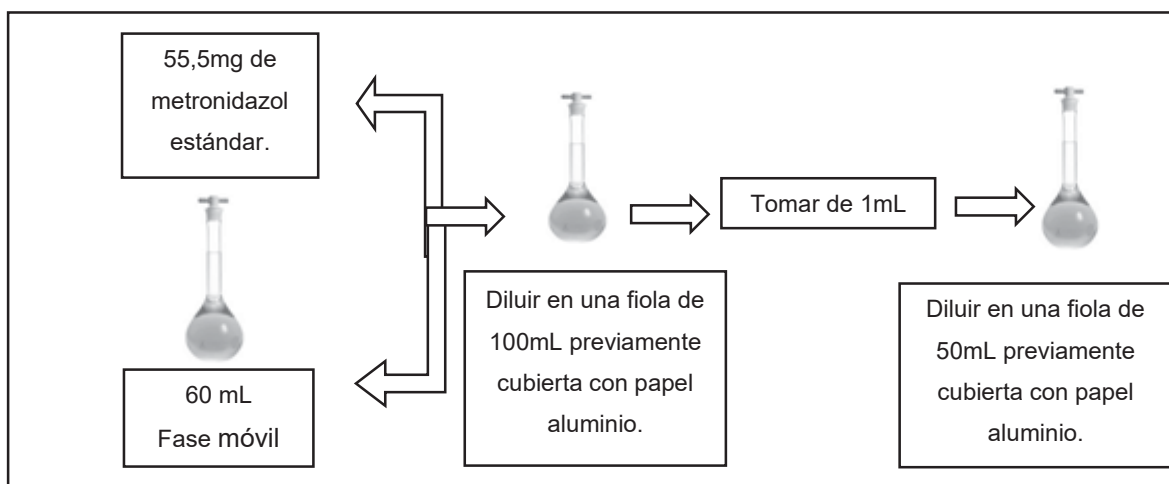 55,5mg de
metronidazol
estándar.
60 mL
Fase móvil
Diluir en una fiola de
100mL previamente
cubierta con papel
aluminio.
Tomar de 1mL
Diluir en una fiola de
50mL previamente
cubierta con papel
aluminio.